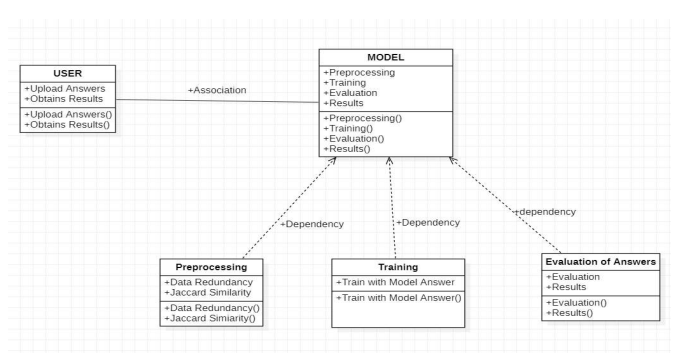 MODEL
+Preprocessing
+Training
+Evaluation
+Results
+Preprocessing()
+Training()
+Evaluation()
+Results()
USER
+Upload Answers
+Obtains Results
+Upload Answers()
+Obtains Results()
+Association
+Dependency
+Dependency
+dependency
Preprocessing
+Data Redundancy
+Jaccard Similarity
+Data Redundancy()
+Jaccard Simiarity()
Training
+Train with Model Answer
+Train with Model Answer()
Evaluation of Answers
+Evaluation
+Results
+Evaluation()
+Results()